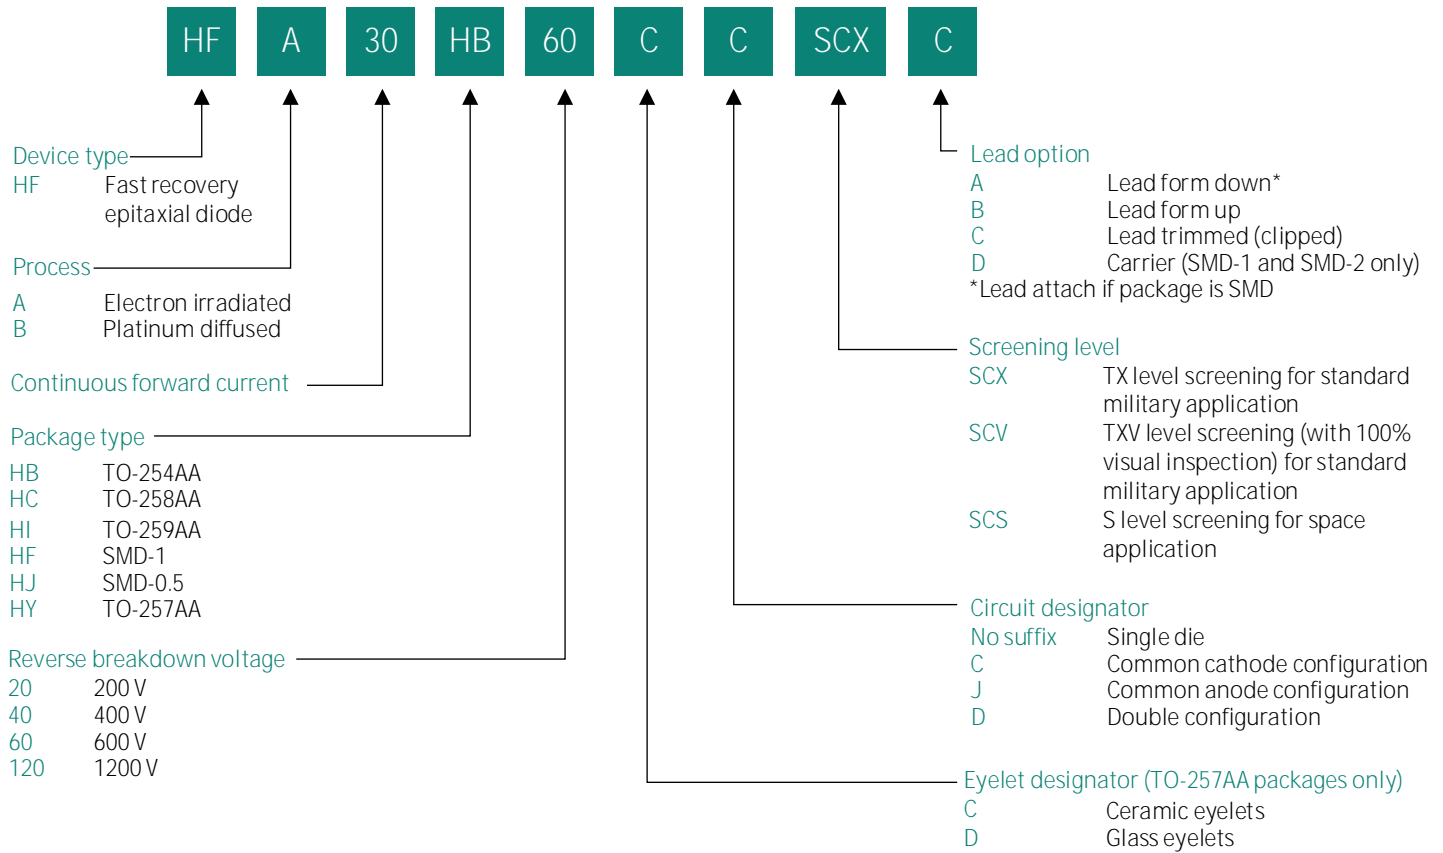 HF A 30 HB 60 C C SCX C
Device type
HF Fast recovery
epitaxial diode
Process
A Electron irradiated
B Platinum diffused
Continuous forward current
Package type
HB TO-254AA
HC TO-258AA
HI TO-259AA
HF SMD-1
HJ SMD-0.5
HY TO-257AA
Reverse breakdown voltage
20 200 V
40 400 V
60 600 V
120 1200 V
Lead option
A Lead form down*
B Lead form up
C Lead trimmed (clipped)
D Carrier (SMD-1 and SMD-2 only)
*Lead attach if package is SMD
Screening level
SCX TX level screening for standard
military application
SCV TXV level screening (with 100%
visual inspection) for standard
military application
SCS S level screening for space
application
Circuit designator
No suffix Single die
C Common cathode configuration
J Common anode configuration
D Double configuration
Eyelet designator (TO-257AA packages only)
C Ceramic eyelets
D Glass eyelets